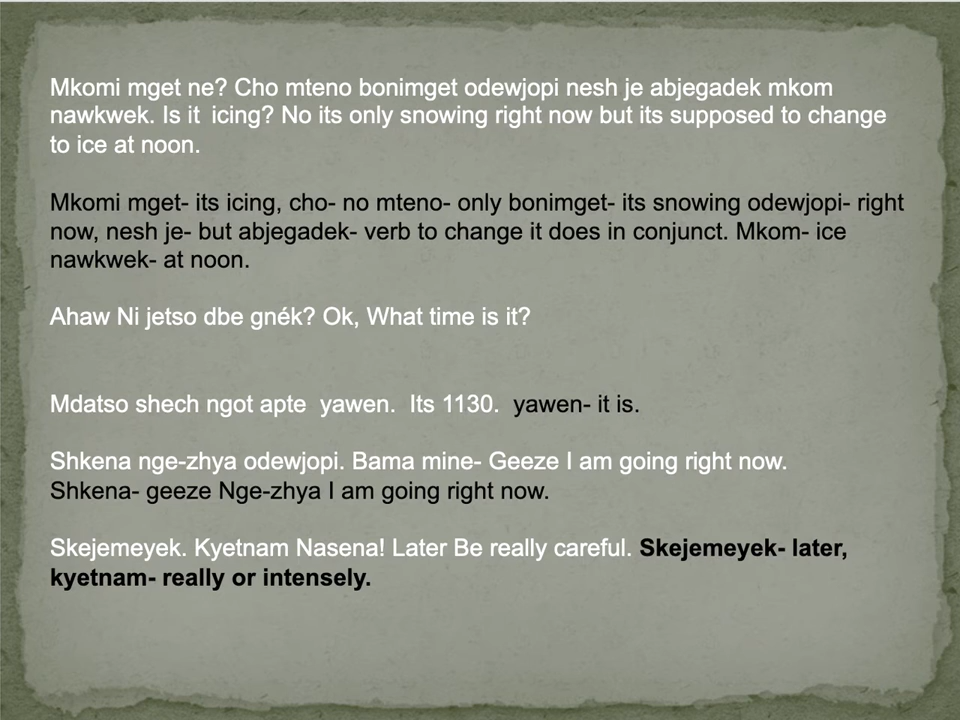 Mkomi mget ne? Cho mteno bonimget odewjopi nesh je abjegadek mkom
nawkwek. Is it  icing? No its only snowing right now but its supposed to change
to ice at noon.
Mkomi mget- its icing, cho- no mteno- only bonimget- its snowing odewjopi- right
now, nesh je- but abjegadek- verb to change it does in conjunct. Mkom- ice
nawkwek- at noon.
Ahaw Ni jetso dbe gnék? Ok, What time is it?
Mdatso shech ngot apte  yawen.  Its 1130.  yawen- it is.
Shkena nge-zhya odewjopi. Bama mine- Geeze I am going right now.
Shkena- geeze Nge-zhya I am going right now.
Skejemeyek. Kyetnam Nasena! Later Be really careful. Skejemeyek- later,
kyetnam- really or intensely.